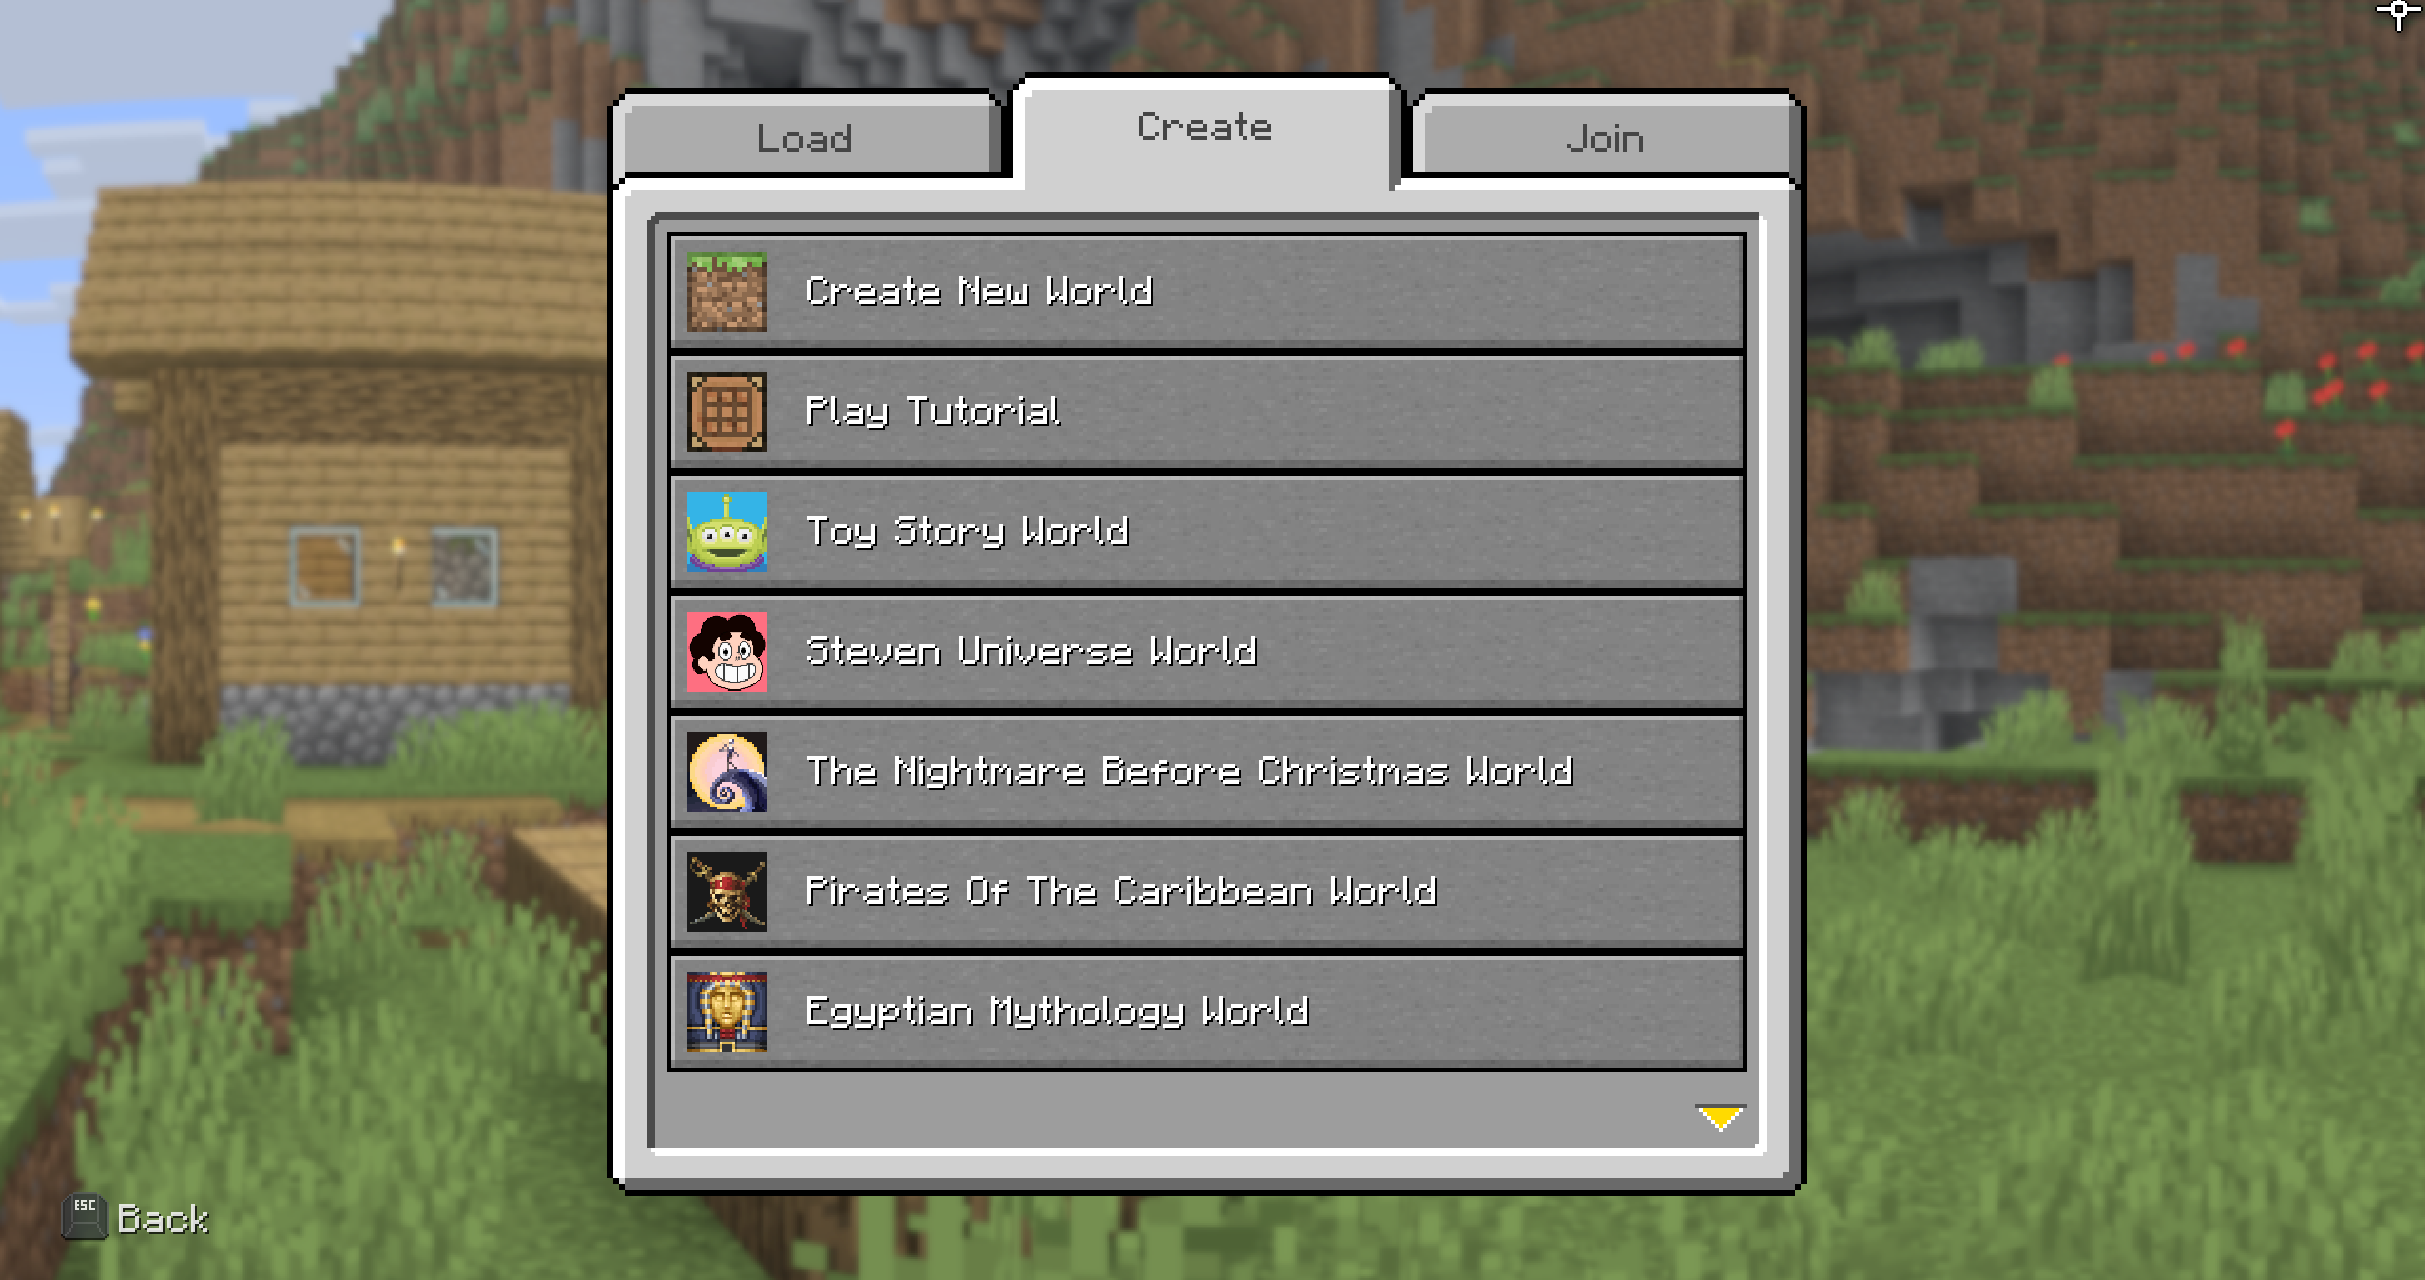 Load
Create
Join
Create New World
Play Tutorial
Toy Story World
Steven Universe World
The Nightmare Before Christmas World
Pirates Of The Caribbean World
Egyptian Mythology World
ESC Back